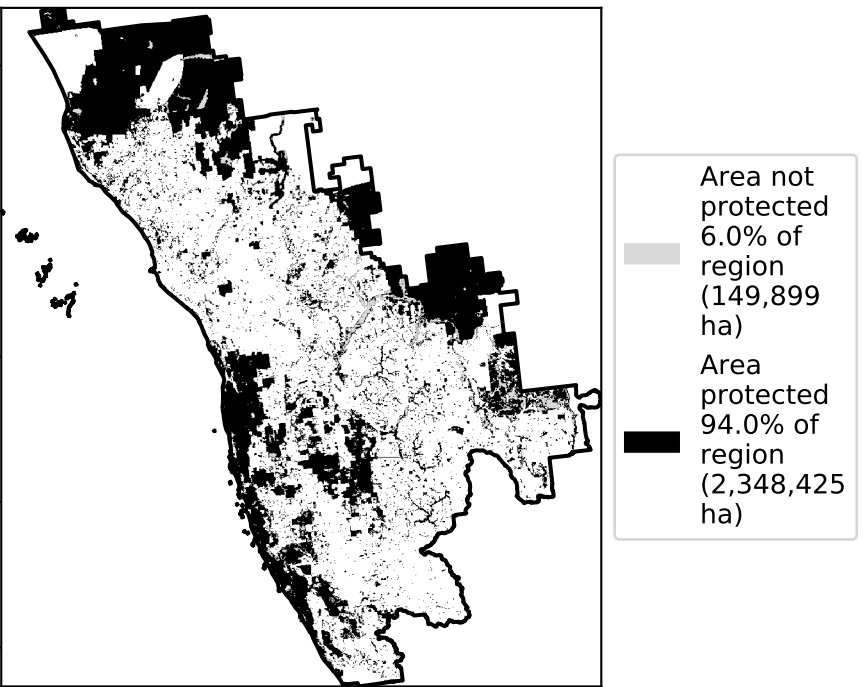 Area not
protected
6.0% of
region
(149,899
ha)
Area
protected
94.0% of
region
(2,348,425
ha)